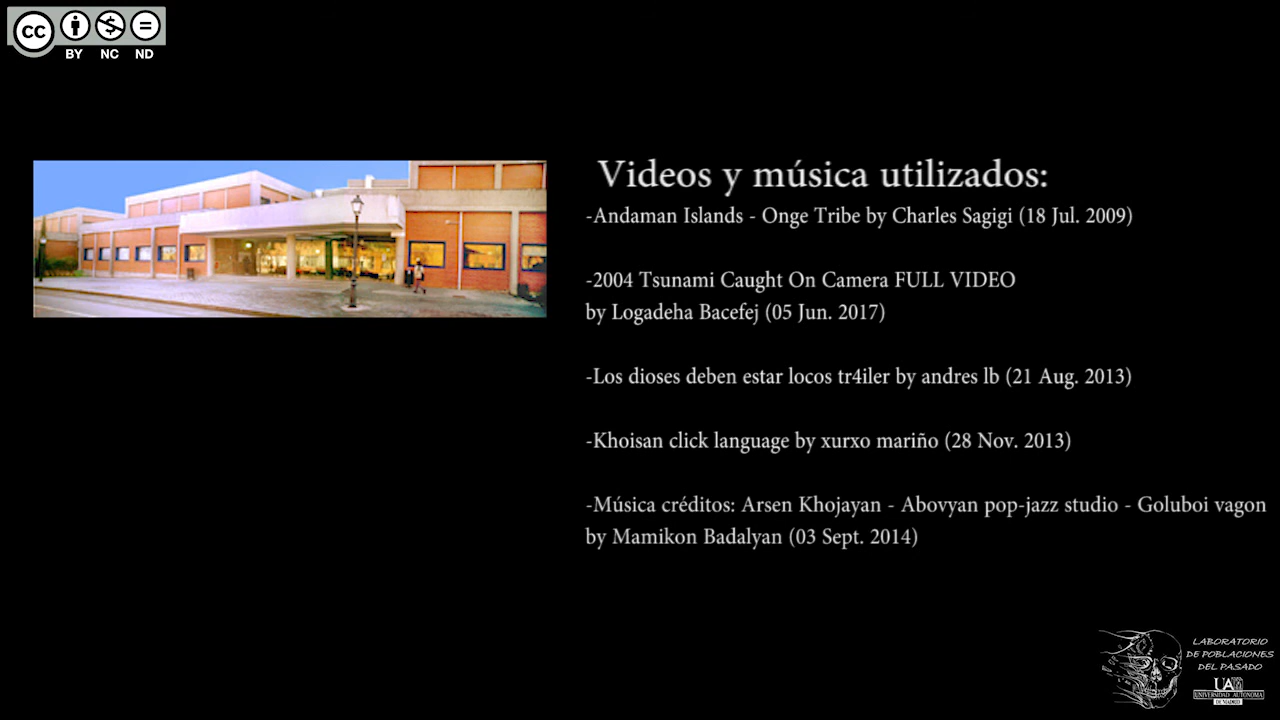 CC
BY NC ND
Videos y música utilizados:
-Andaman Islands - Onge Tribe by Charles Sagigi (18 Jul. 2009)
-2004 Tsunami Caught On Camera FULL VIDEO
by Logadeha Bacefej (05 Jun. 2017)
-Los dioses deben estar locos tr4iler by andres lb (21 Aug. 2013)
-Khoisan click language by xurxo mariño (28 Nov. 2013)
-Música créditos: Arsen Khojayan - Abovyan pop-jazz studio - Goluboi vagon
by Mamikon Badalyan (03 Sept. 2014)
LABORATORIO
DE POBLACIONES
DEL PASADO
UAM
UNIVERSIDAD AUTONOMA
DE MADRID